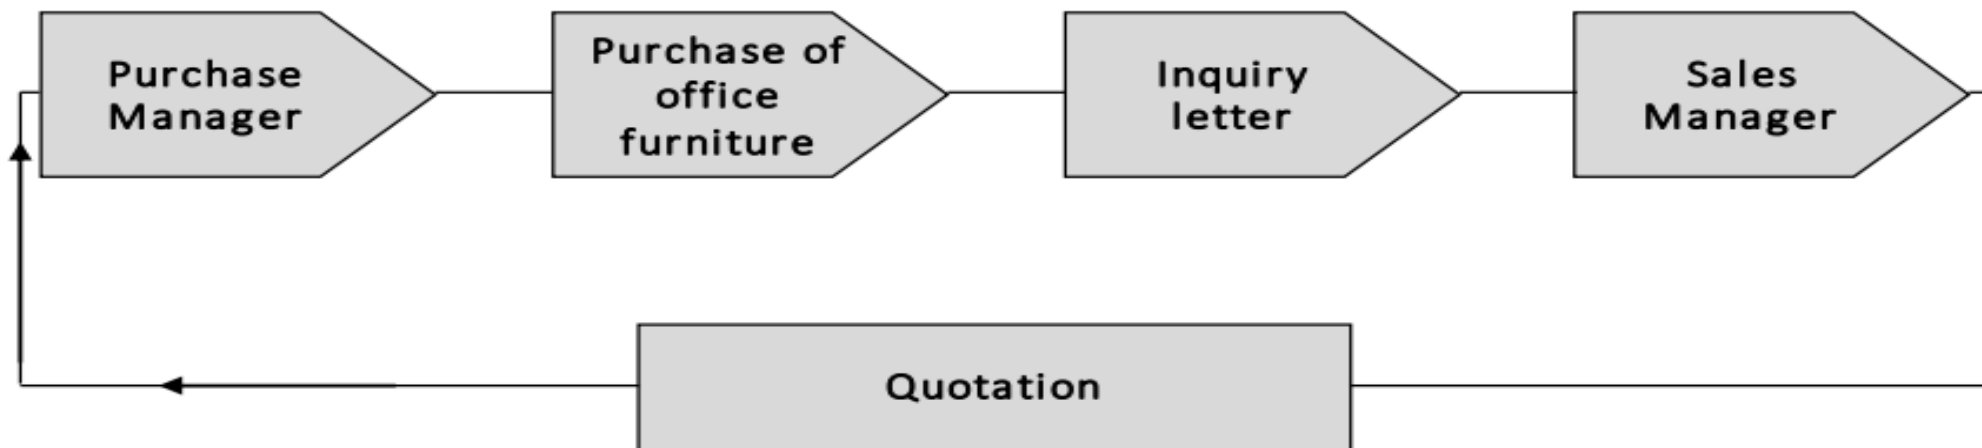 Purchase
Manager
Purchase of
office
furniture
Inquiry
letter
Sales
Manager
Quotation